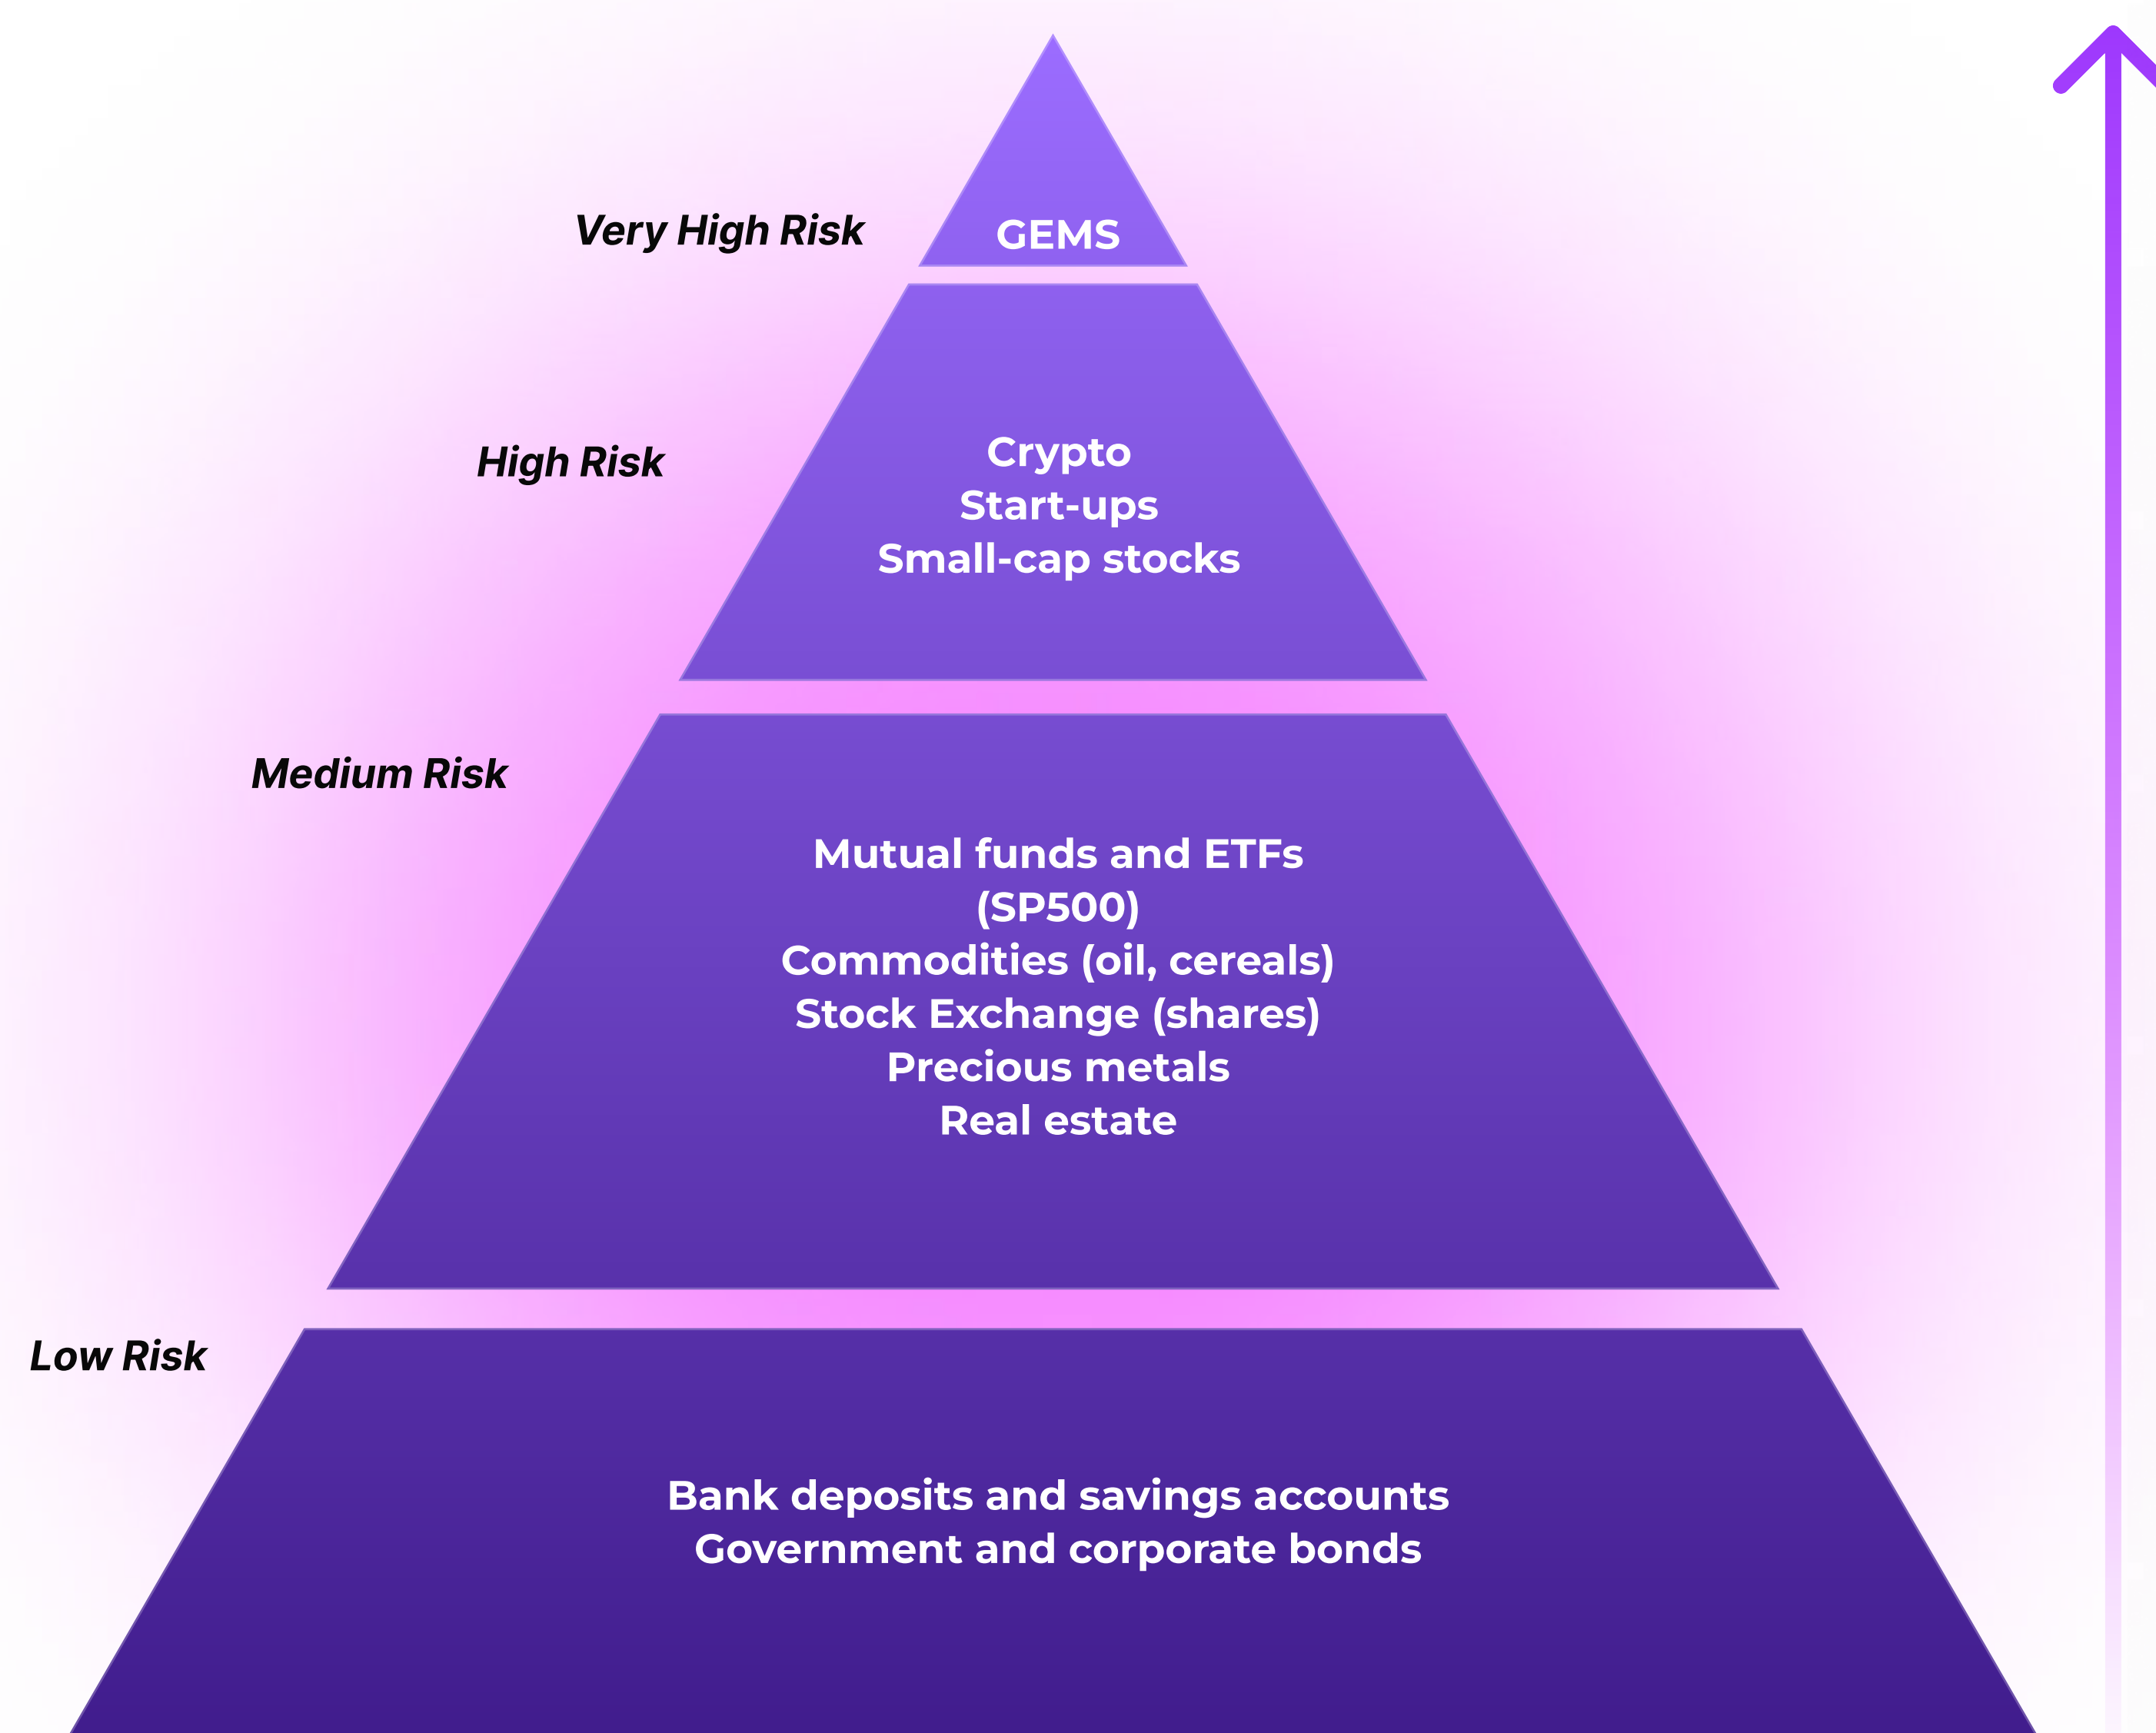 Very High Risk
GEMS
High Risk
Crypto
Start-ups
Small-cap stocks
Medium Risk
Mutual funds and ETFs
(SP500)
Commodities (oil, cereals)
Stock Exchange (shares)
Precious metals
Real estate
Low Risk
Bank deposits and savings accounts
Government and corporate bonds